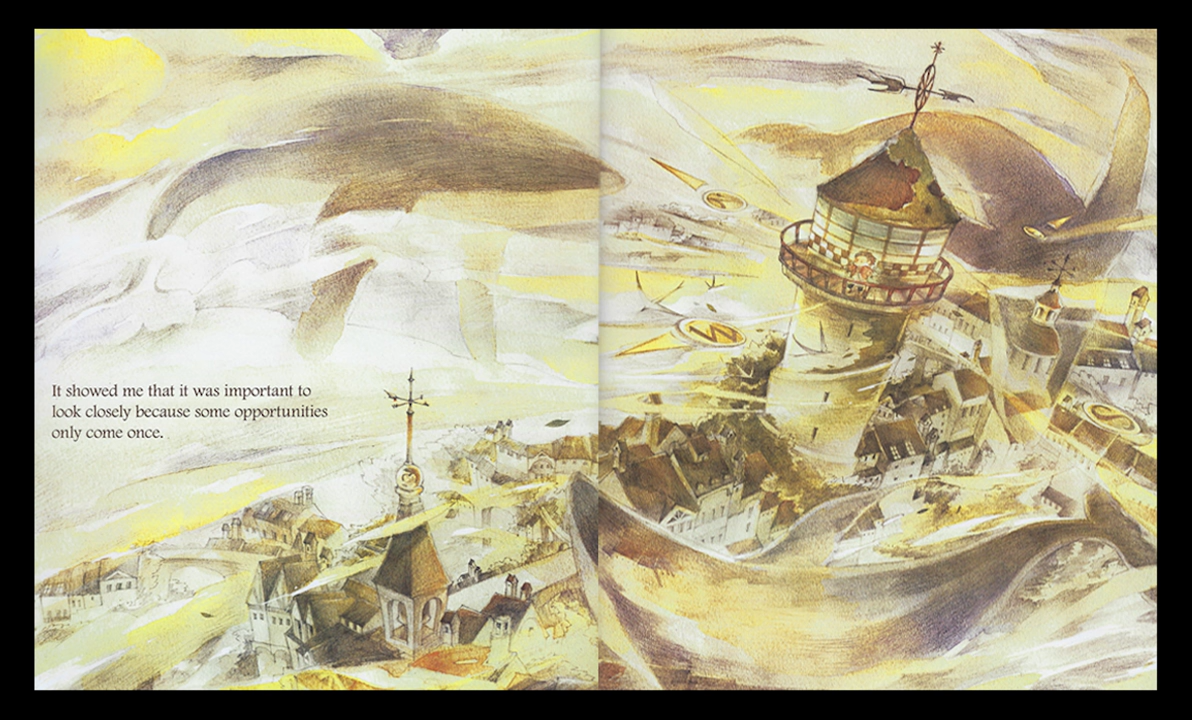 It showed me that it was important to
look closely because some opportunities
only come once.